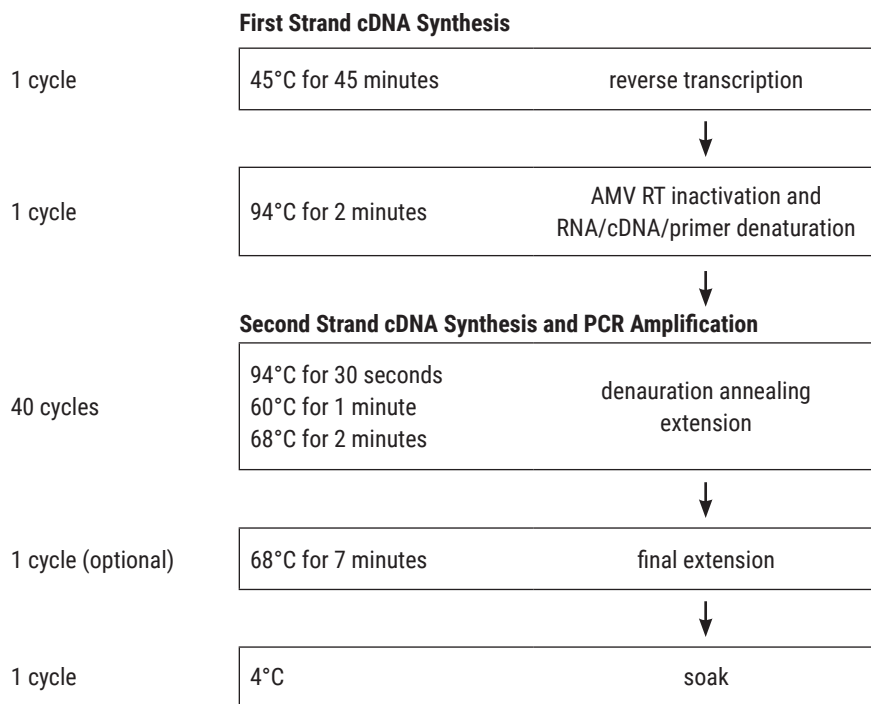 First Strand cDNA Synthesis
1 cycle
45°C for 45 minutes
reverse transcription
1 cycle
94°C for 2 minutes
AMV RT inactivation and
RNA/cDNA/primer denaturation
Second Strand cDNA Synthesis and PCR Amplification
40 cycles
94°C for 30 seconds
60°C for 1 minute
68°C for 2 minutes
denauration annealing
extension
1 cycle (optional)
68°C for 7 minutes
final extension
1 cycle
4°C
soak